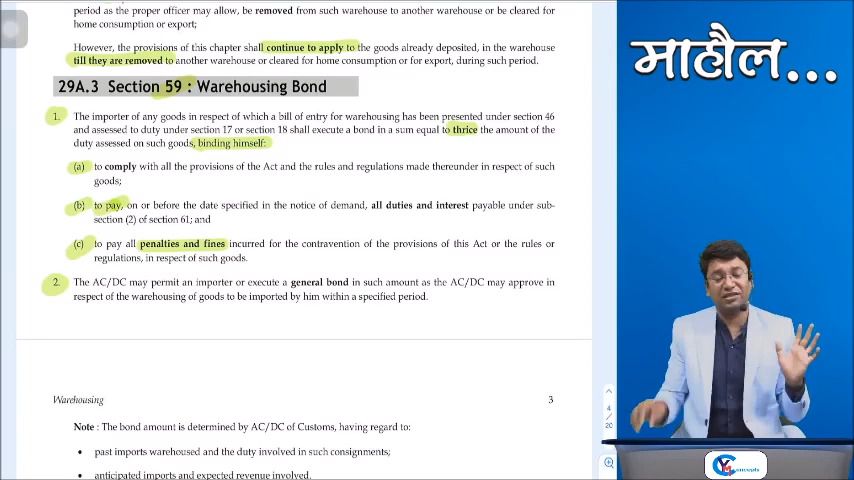 period as the proper officer may allow, be removed from such warehouse to another warehouse or be cleared for
home consumption or export;
However, the provisions of this chapter shall continue to apply to the goods already deposited, in the warehouse
till they are removed to another warehouse or cleared for home consumption or for export, during such period.
29A.3 Section 59 : Warehousing Bond
1. The importer of any goods in respect of which a bill of entry for warehousing has been presented under section 46
and assessed to duty under section 17 or section 18 shall execute a bond in a sum equal to thrice the amount of the
duty assessed on such goods, binding himself:
(a) to comply with all the provisions of the Act and the rules and regulations made thereunder in respect of such
goods;
(b) to pay, on or before the date specified in the notice of demand, all duties and interest payable under sub-
section (2) of section 61; and
(c) to pay all penalties and fines incurred for the contravention of the provisions of this Act or the rules or
regulations, in respect of such goods.
2. The AC/DC may permit an importer or execute a general bond in such amount as the AC/DC may approve in
respect of the warehousing of goods to be imported by him within a specified period.
Warehousing 3
Note : The bond amount is determined by AC/DC of Customs, having regard to:
• past imports warehoused and the duty involved in such consignments;
• anticipated imports and expected revenue involved.
माहौल...
4
/
20
Concepts